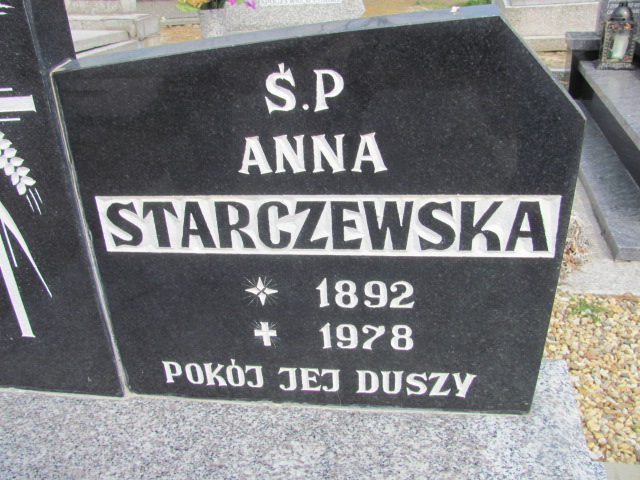 Ś.P
ANNA
STARCZEWSKA
1892
1978
POKÓJ JEJ DUSZY